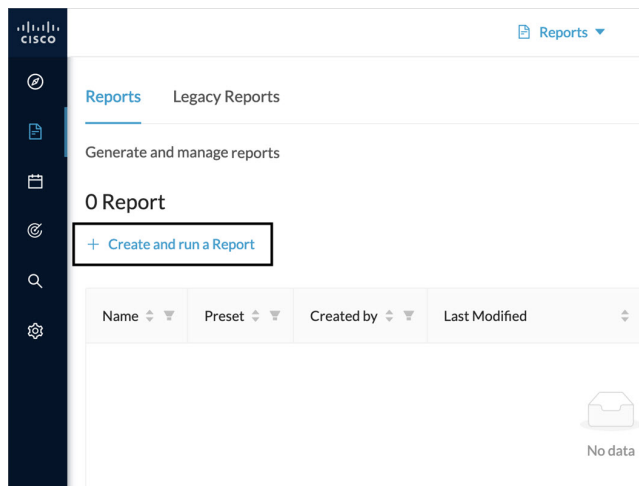 CISCO
Reports
Reports Legacy Reports
Generate and manage reports
0 Report
+ Create and run a Report
Name Preset Created by Last Modified
No data